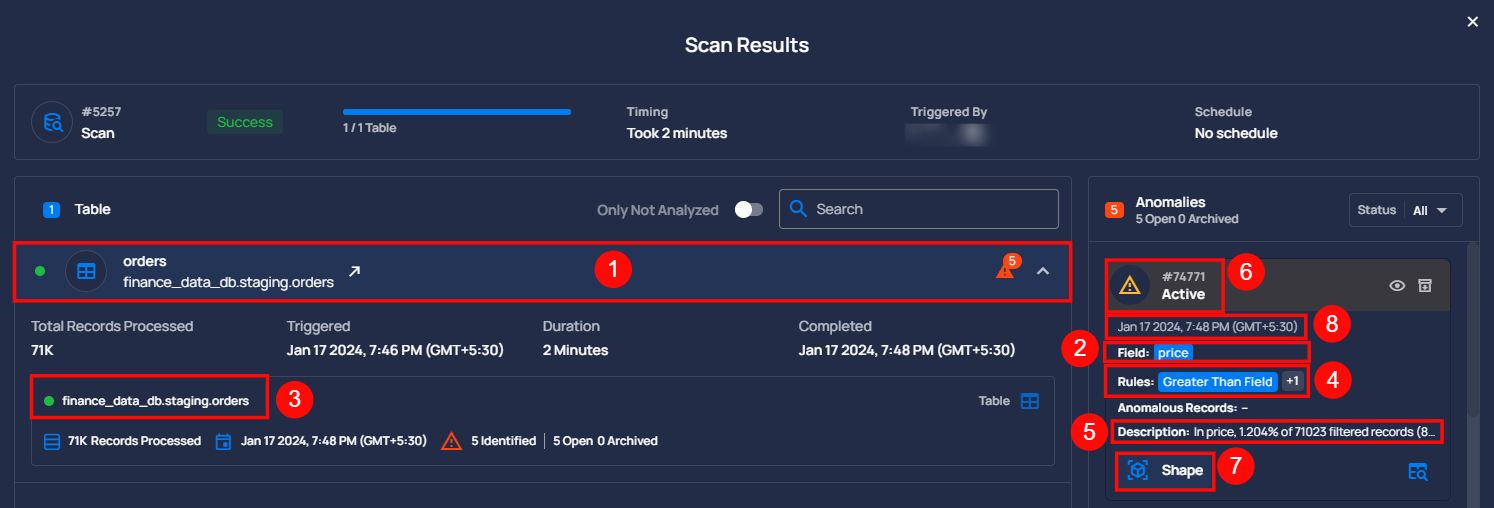 Scan Results
#5257
Scan
Success
1 / 1 Table
Timing
Took 2 minutes
Triggered By
Schedule
No schedule
1 Table
Only Not Analyzed
Search
5 Anomalies
5 Open 0 Archived
Status All
orders
finance_data_db.staging.orders
1
5
#74771
Active
6
Total Records Processed
71K
Triggered
Jan 17 2024, 7:46 PM (GMT+5:30)
Duration
2 Minutes
Completed
Jan 17 2024, 7:48 PM (GMT+5:30)
Jan 17 2024, 7:48 PM (GMT+5:30)
8
2
Field: price
Rules: Greater Than Field +1
4
Anomalous Records: –
5
Description: In price, 1.204% of 71023 filtered records (8...
Shape
7
finance_data_db.staging.orders
3
Table
71K Records Processed
Jan 17 2024, 7:48 PM (GMT+5:30)
5 Identified
5 Open 0 Archived